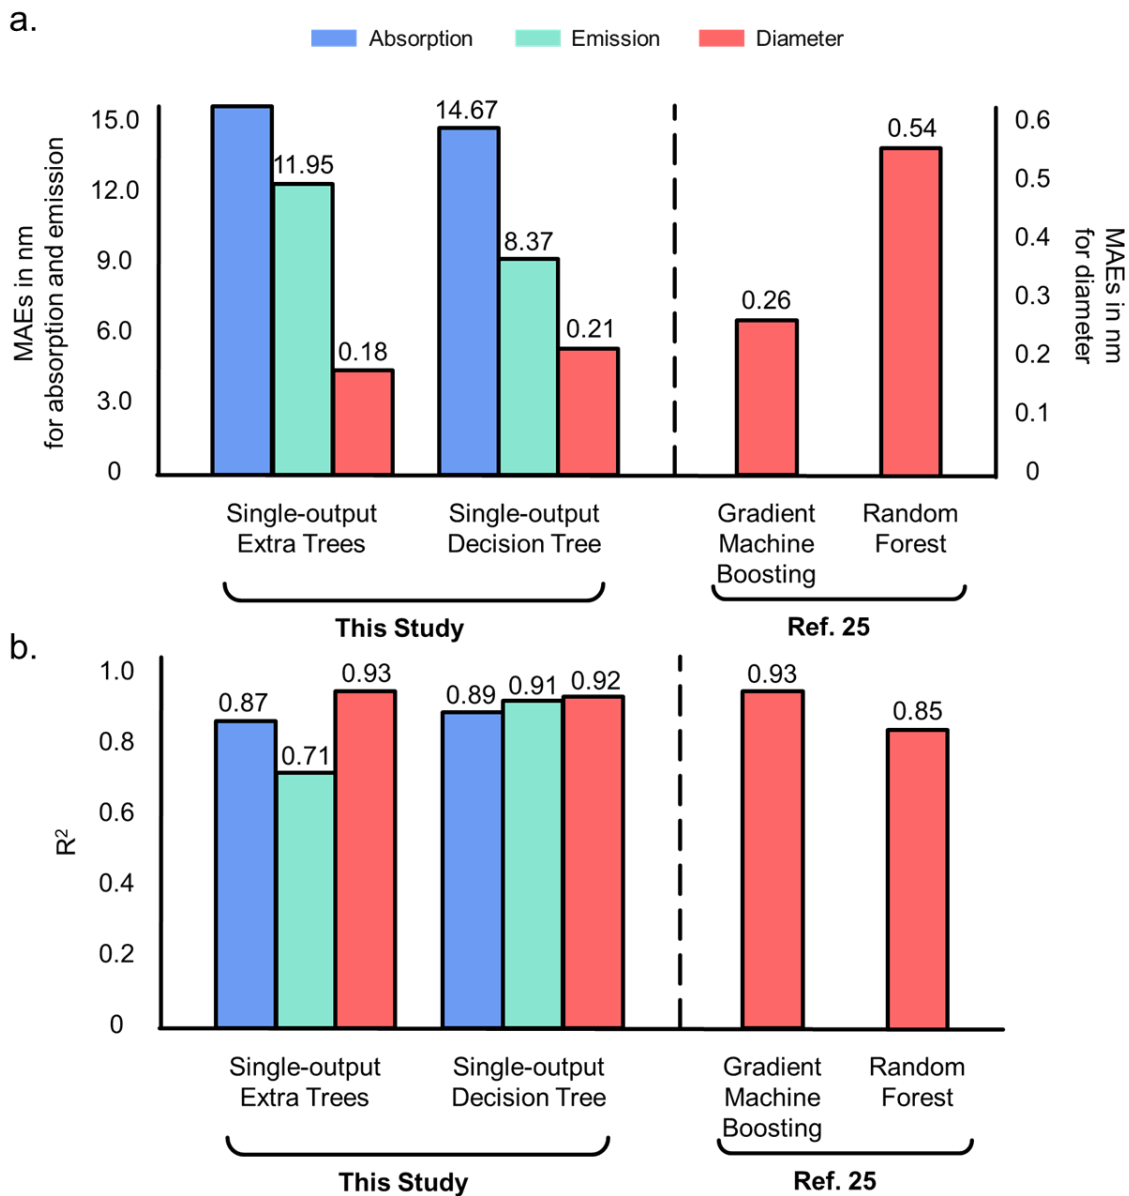 a.
Absorption Emission Diameter
MAEs in nm
for absorption and emission
15.0
12.0
9.0
6.0
3.0
0
11.95
0.18
14.67
8.37
0.21
0.26
0.54
0.6
0.5
0.4
0.3
0.2
0.1
0
MAEs in nm
for diameter
Single-output
Extra Trees
Single-output
Decision Tree
Gradient
Machine
Boosting
Random
Forest
This Study
Ref. 25
b.
R²
1.0
0.8
0.6
0.4
0.2
0
0.87
0.71
0.93
0.89
0.91
0.92
0.93
0.85
Single-output
Extra Trees
Single-output
Decision Tree
Gradient
Machine
Boosting
Random
Forest
This Study
Ref. 25